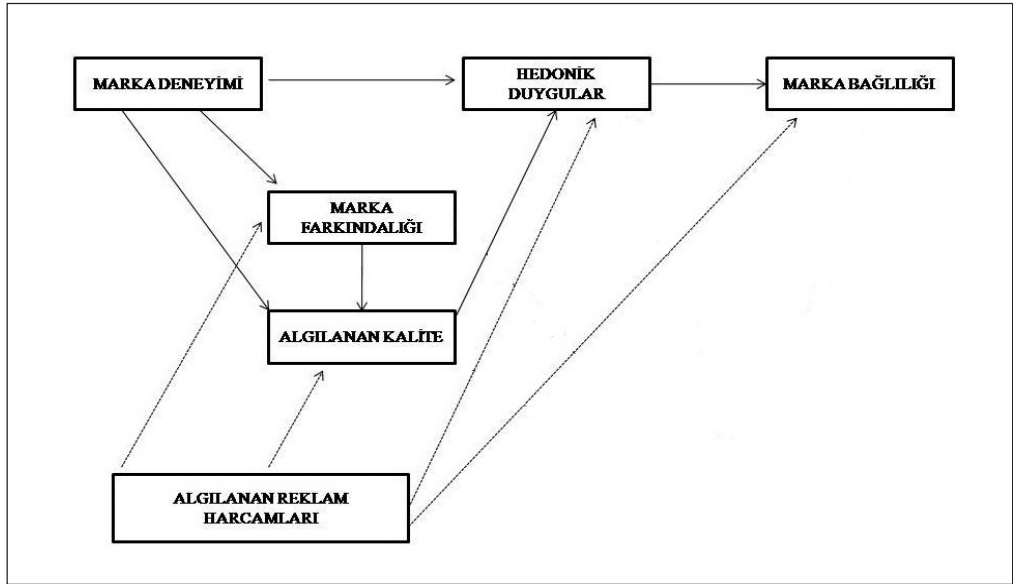 MARKA DENEYİMİ
HEDONİK
DUYGULAR
MARKA BAĞLILIĞI
MARKA
FARKINDALIĞI
ALGILANAN KALİTE
ALGILANAN REKLAM
HARCAMLARI